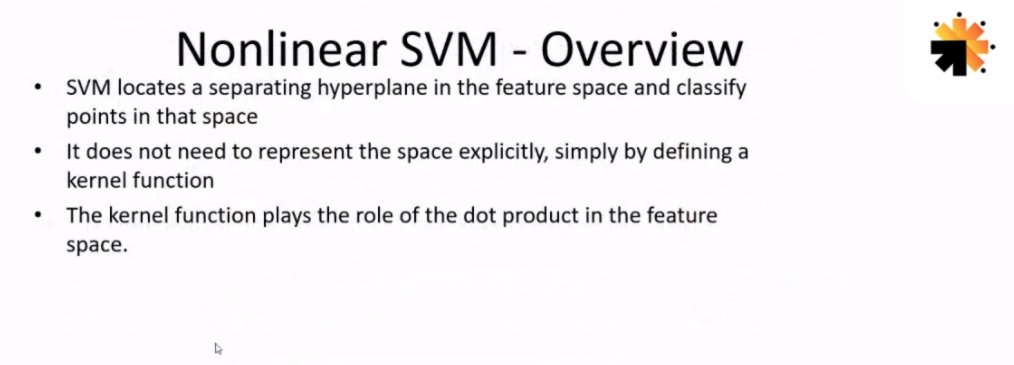 Nonlinear SVM - Overview
• SVM locates a separating hyperplane in the feature space and classify
points in that space
• It does not need to represent the space explicitly, simply by defining a
kernel function
• The kernel function plays the role of the dot product in the feature
space.